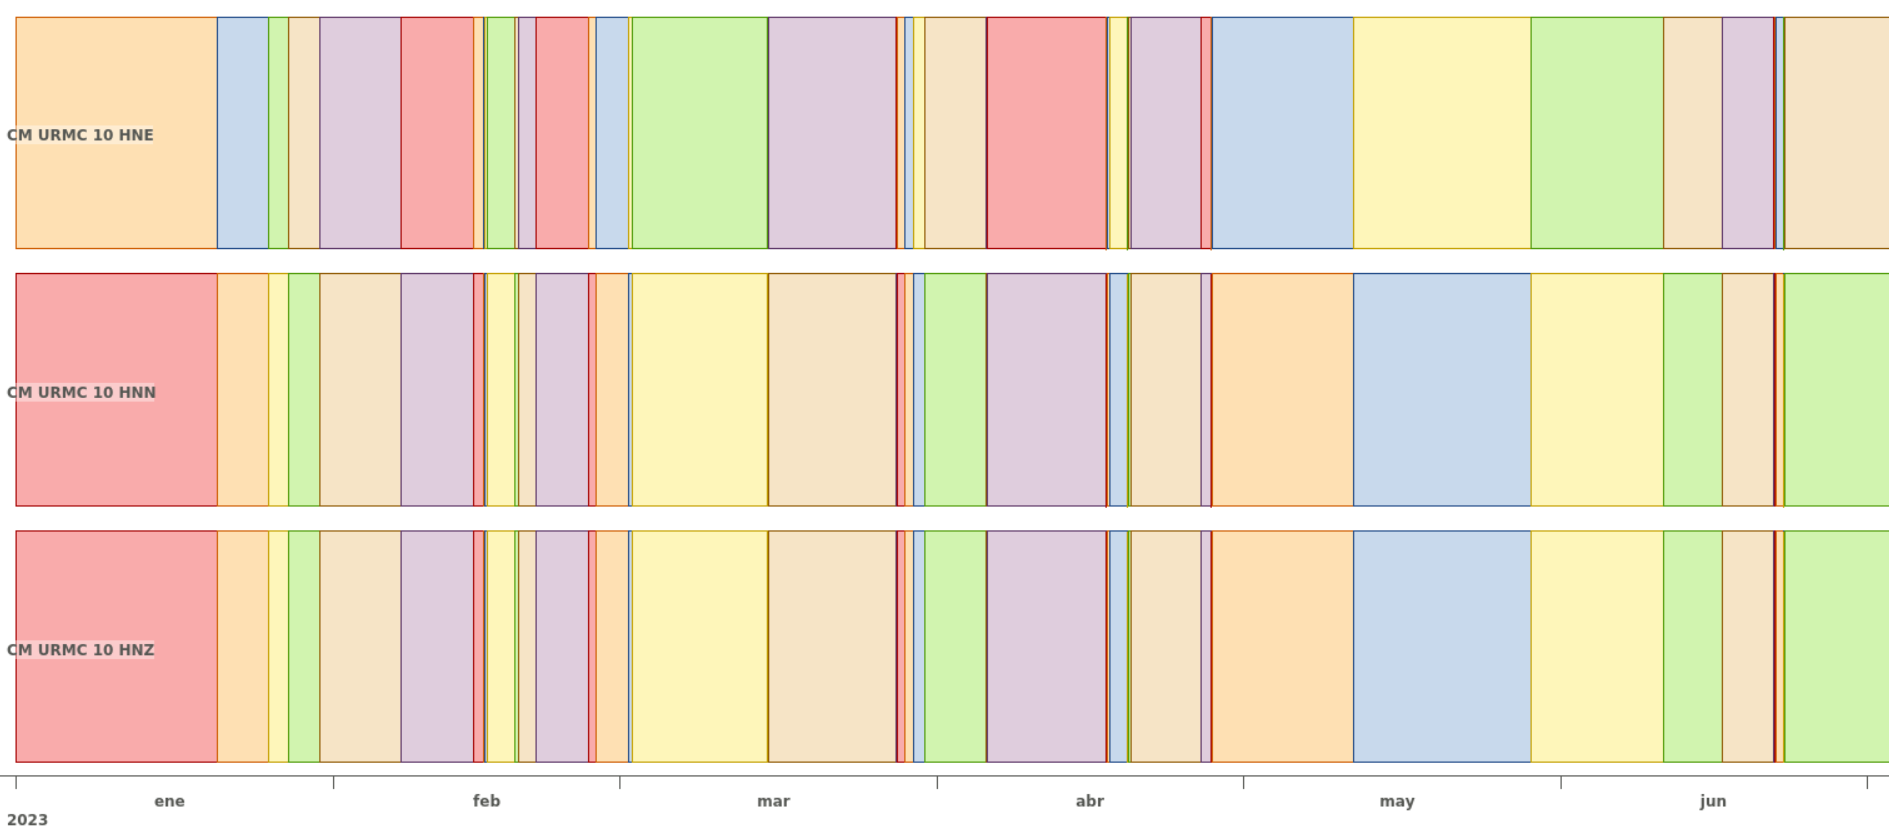 CM URMC 10 HNE
CM URMC 10 HNN
CM URMC 10 HNZ
ene feb mar abr may jun
2023